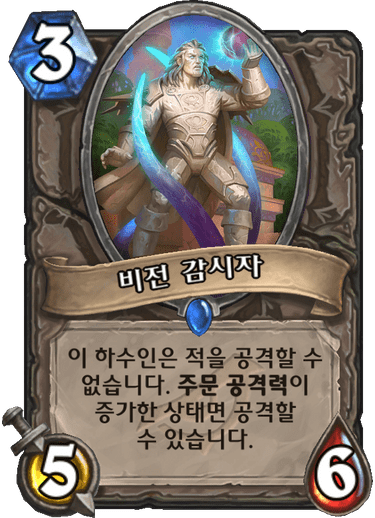 3
비전 감시자
이 하수인은 적을 공격할 수
없습니다. 주문 공격력이
증가한 상태면 공격할
수 있습니다.
5
6